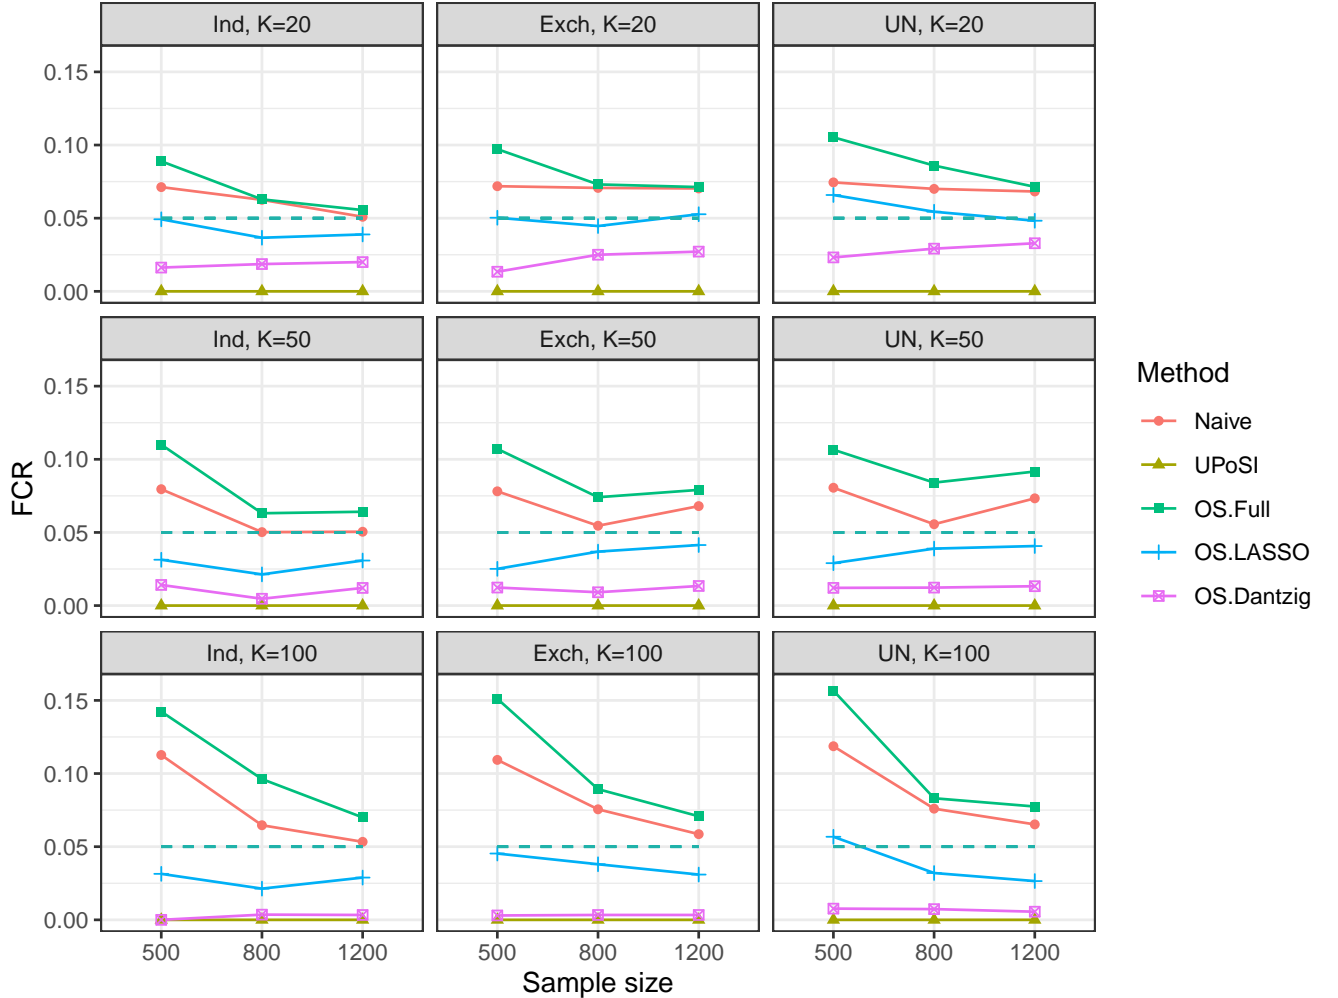 Ind, K=20
Exch, K=20
UN, K=20
0.15
0.10
0.05
0.00
Ind, K=50
Exch, K=50
UN, K=50
0.15
0.10
0.05
0.00
Ind, K=100
Exch, K=100
UN, K=100
0.15
0.10
0.05
0.00
500 800 1200
500 800 1200
500 800 1200
Sample size
FCR
Method
Naive
UPoSI
OS.Full
OS.LASSO
OS.Dantzig